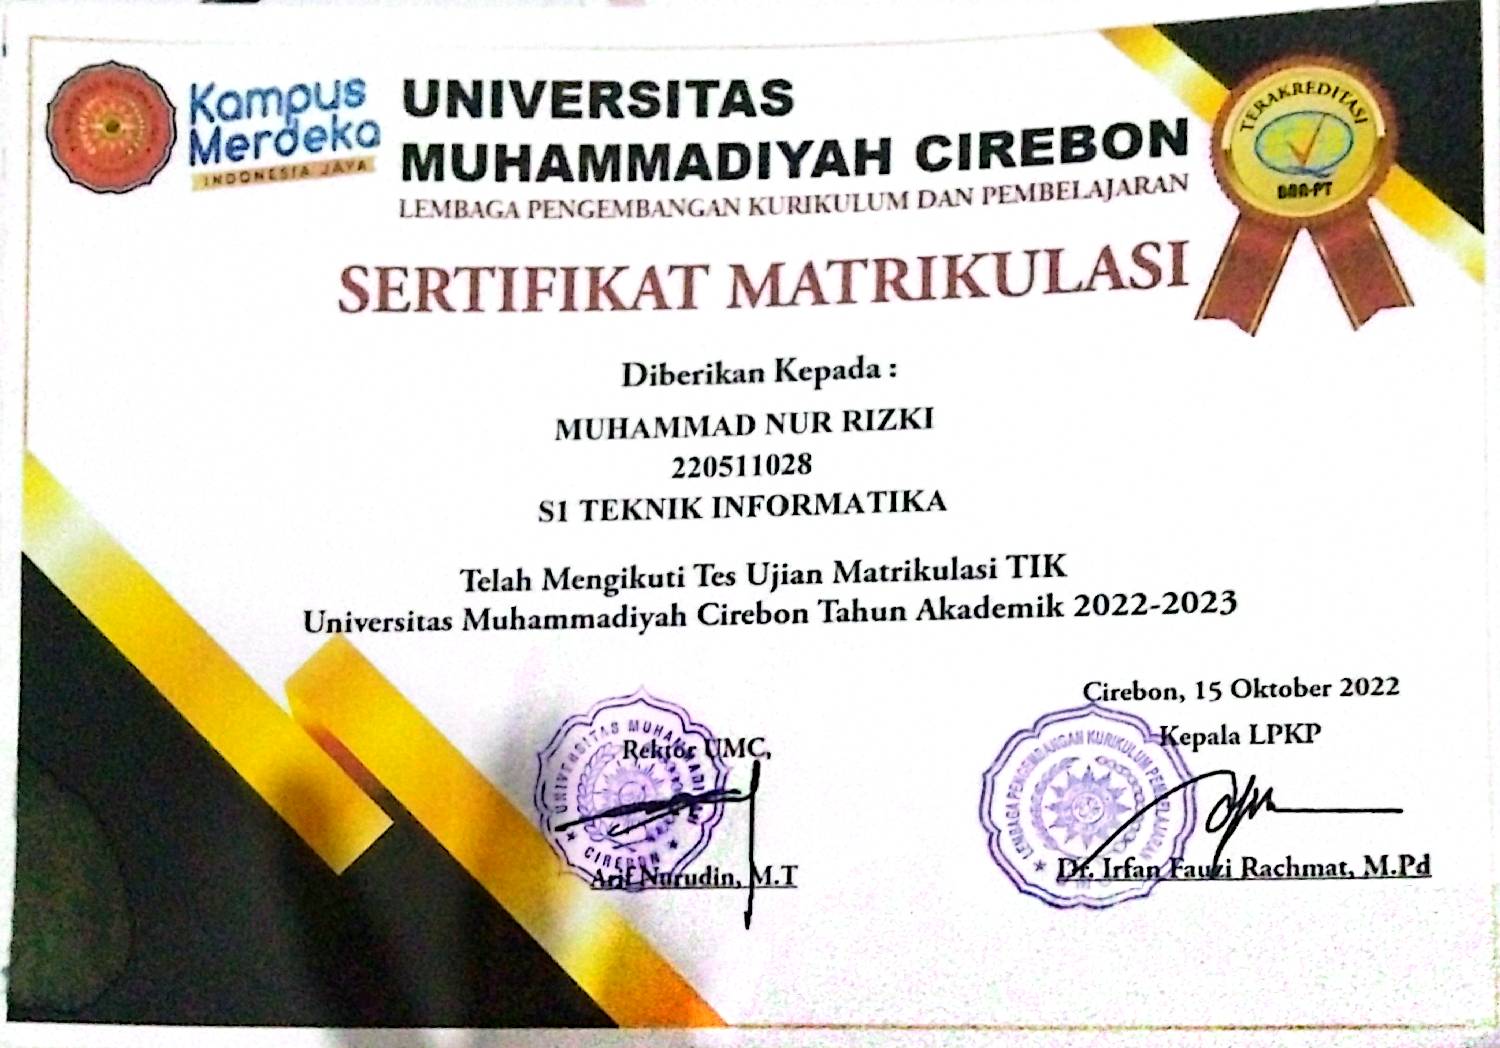 Kampus
Merdeka
INDONESIA JAYA
UNIVERSITAS
MUHAMMADIYAH CIREBON
LEMBAGA PENGEMBANGAN KURIKULUM DAN PEMBELAJARAN
TERAKREDITASI
BAN-PT
SERTIFIKAT MATRIKULASI
Diberikan Kepada :
MUHAMMAD NUR RIZKI
220511028
S1 TEKNIK INFORMATIKA
Telah Mengikuti Tes Ujian Matrikulasi TIK
Universitas Muhammadiyah Cirebon Tahun Akademik 2022-2023
Cirebon, 15 Oktober 2022
Rektor UMC,
Kepala LPKP
UNIVERSITAS MUHAMMADIYAH
CIREBON
LEMBAGA PENGEMBANGAN KURIKULUM PEMBELAJARAN
Arif Nurudin, M.T
Dr. Irfan Fauzi Rachmat, M.Pd